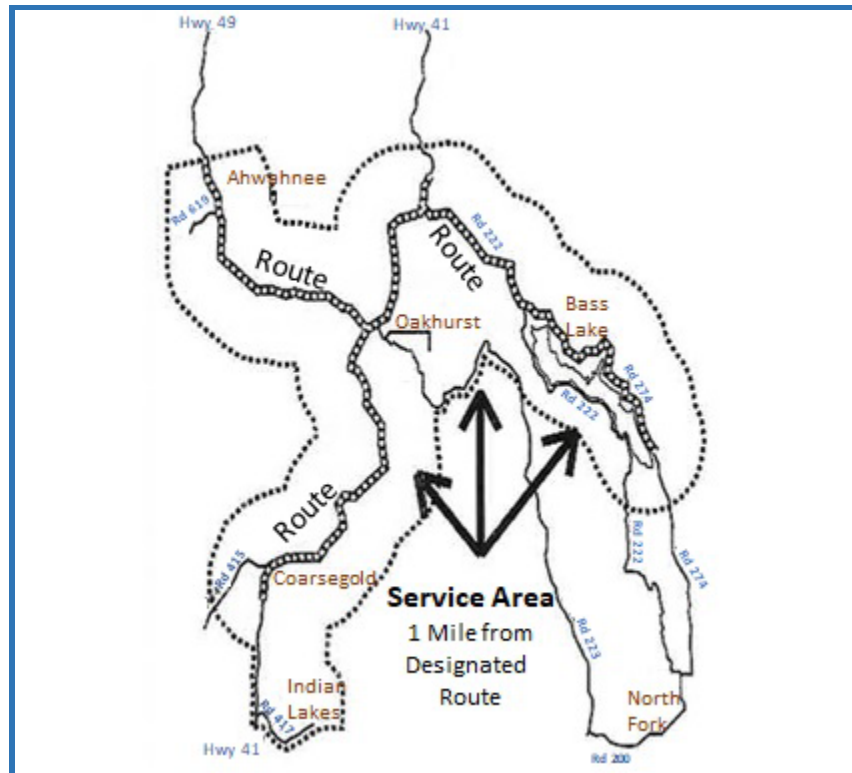 Hwy 49
Hwy 41
Ahwahnee
Rd 619
Route
Route
Rd 222
Oakhurst
Bass
Lake
Rd 274
Rd 222
Route
Rd 415
Coarsegold
Rd 222
Rd 274
Service Area
1 Mile from
Designated
Route
Rd 223
Indian
Lakes
Rd 417
North
Fork
Hwy 41
Rd 200